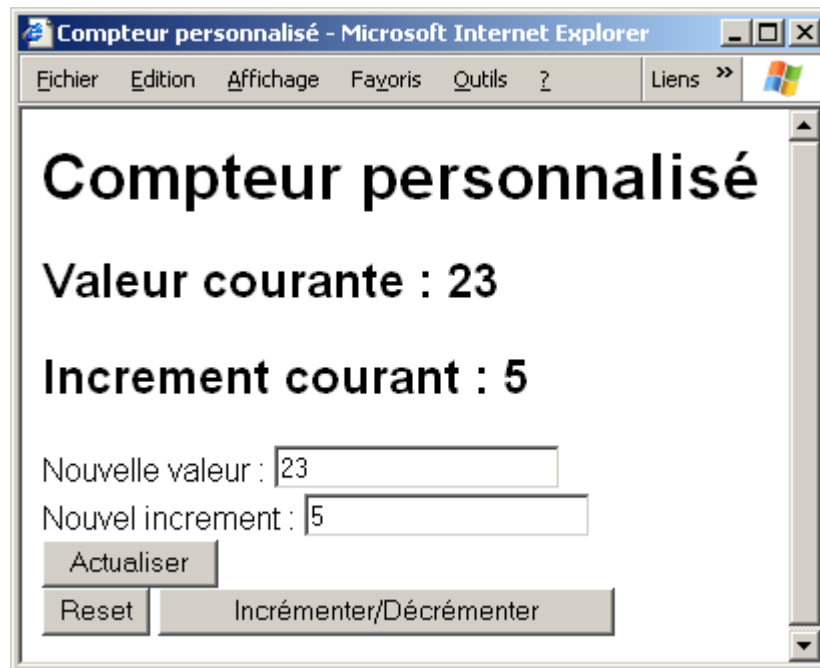 Compteur personnalisé - Microsoft Internet Explorer
Fichier Edition Affichage Favoris Outils ? Liens »
Compteur personnalisé
Valeur courante : 23
Increment courant : 5
Nouvelle valeur : 23
Nouvel increment : 5
Actualiser
Reset Incrémenter/Décrémenter